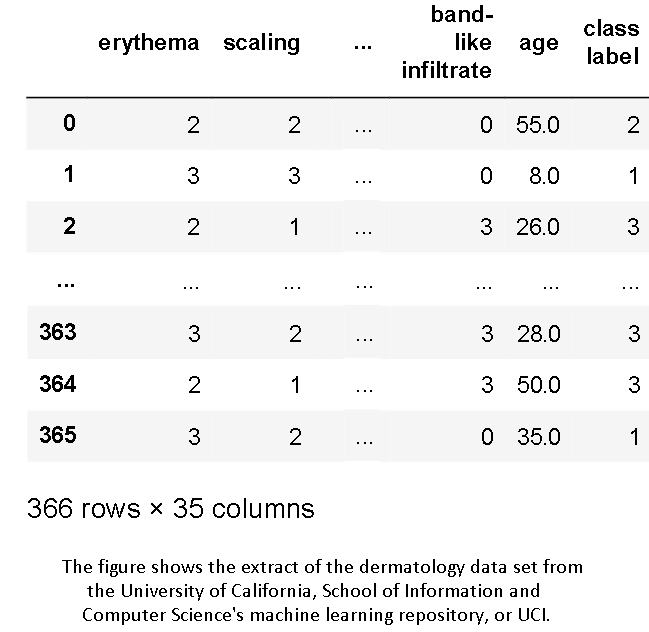 erythema scaling ... band-like infiltrate age class label
0 2 2 ... 0 55.0 2
1 3 3 ... 0 8.0 1
2 2 1 ... 3 26.0 3
... ... ... ... ... ... ...
363 3 2 ... 3 28.0 3
364 2 1 ... 3 50.0 3
365 3 2 ... 0 35.0 1
366 rows × 35 columns
The figure shows the extract of the dermatology data set from
the University of California, School of Information and
Computer Science's machine learning repository, or UCI.